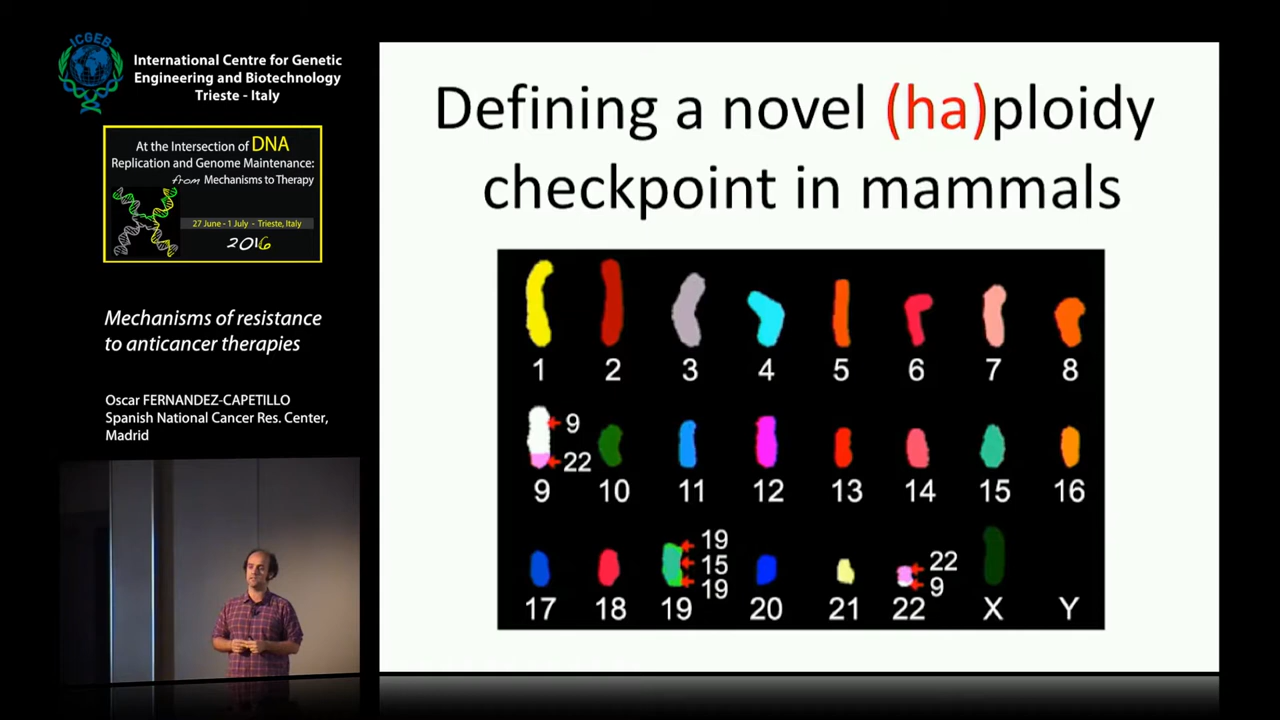 ICGEB
International Centre for Genetic
Engineering and Biotechnology
Trieste - Italy
At the Intersection of DNA
Replication and Genome Maintenance:
from Mechanisms to Therapy
27 June - 1 July - Trieste, Italy
2016
Mechanisms of resistance
to anticancer therapies
Oscar FERNANDEZ-CAPETILLO
Spanish National Cancer Res. Center,
Madrid
Defining a novel (ha)ploidy
checkpoint in mammals
1 2 3 4 5 6 7 8
9
22
9 10 11 12 13 14 15 16
19
15
19
22
9
17 18 19 20 21 22 X Y